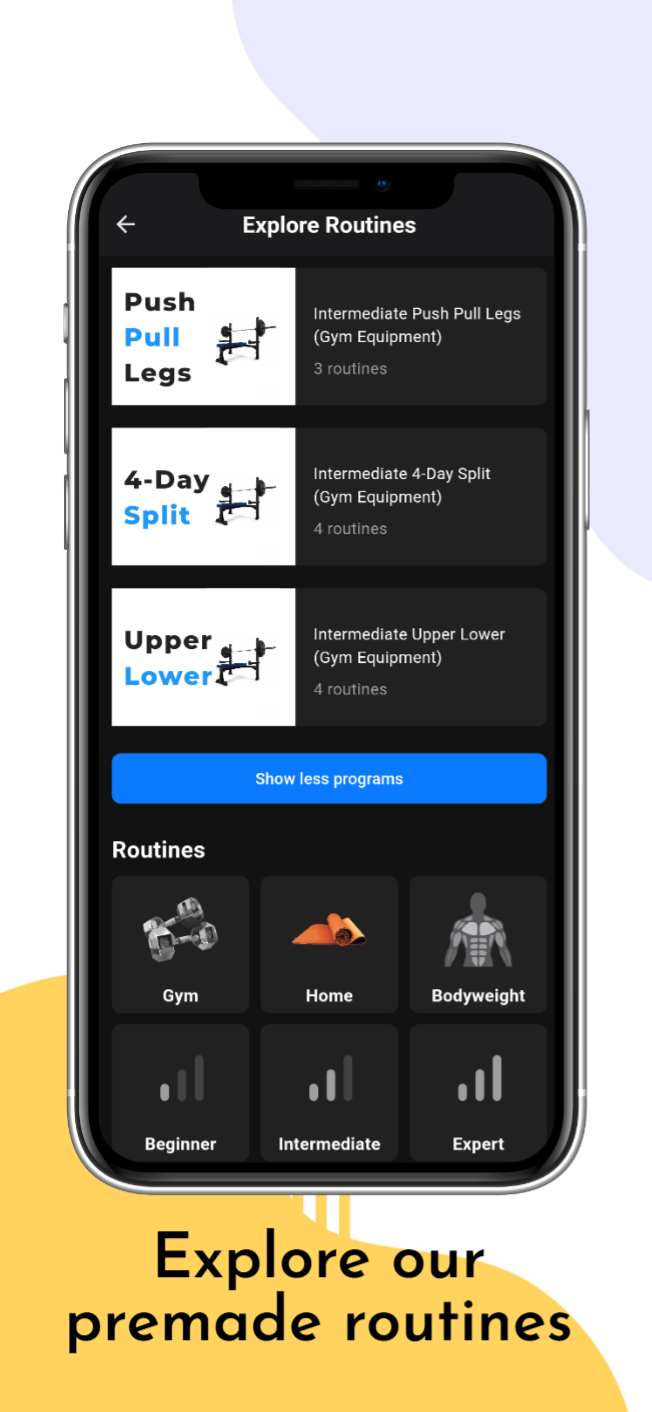 Explore Routines
Push
Pull
Legs
Intermediate Push Pull Legs
(Gym Equipment)
3 routines
4-Day
Split
Intermediate 4-Day Split
(Gym Equipment)
4 routines
Upper
Lower
Intermediate Upper Lower
(Gym Equipment)
4 routines
Show less programs
Routines
Gym
Home
Bodyweight
Beginner
Intermediate
Expert
Explore our
premade routines